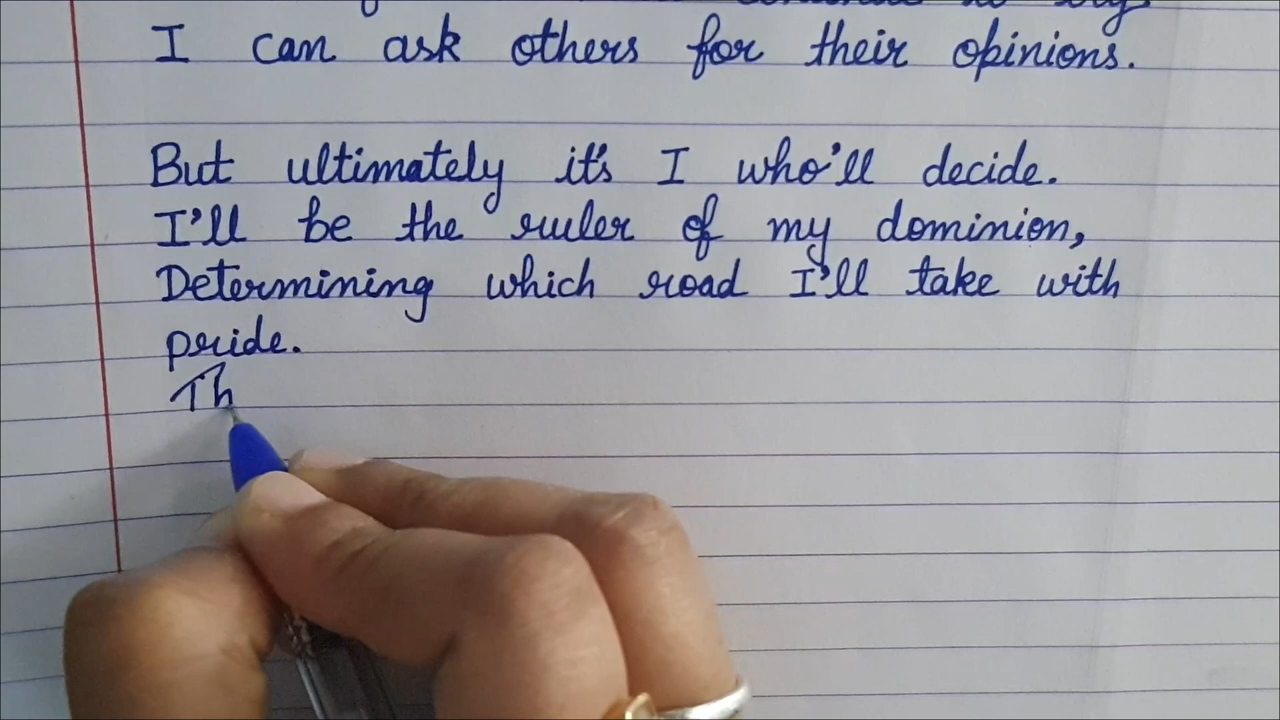 I can ask others for their opinions.
But ultimately it's I who'll decide.
I'll be the ruler of my dominion,
Determining which road I'll take with
pride.
Th